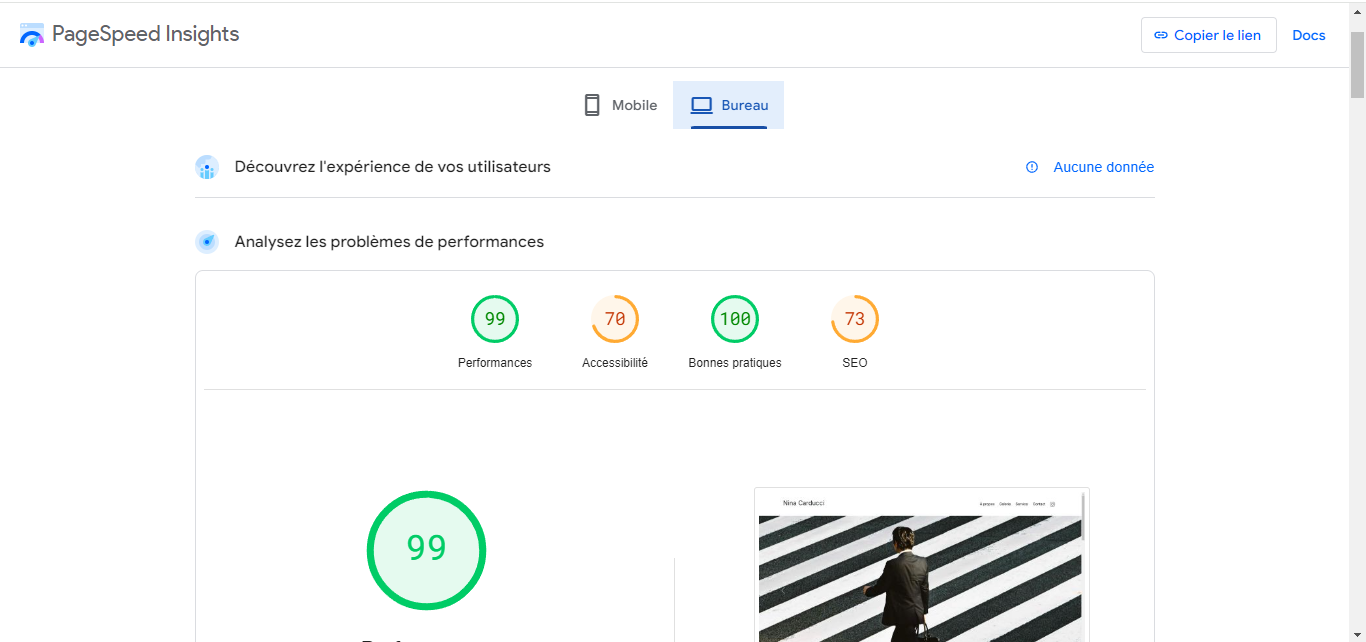 PageSpeed Insights
Copier le lien
Docs
Mobile
Bureau
Découvrez l'expérience de vos utilisateurs
Aucune donnée
Analysez les problèmes de performances
99
70
100
73
Performances
Accessibilité
Bonnes pratiques
SEO
99
Nina Carducci
À propos
Galerie
Services
Contact